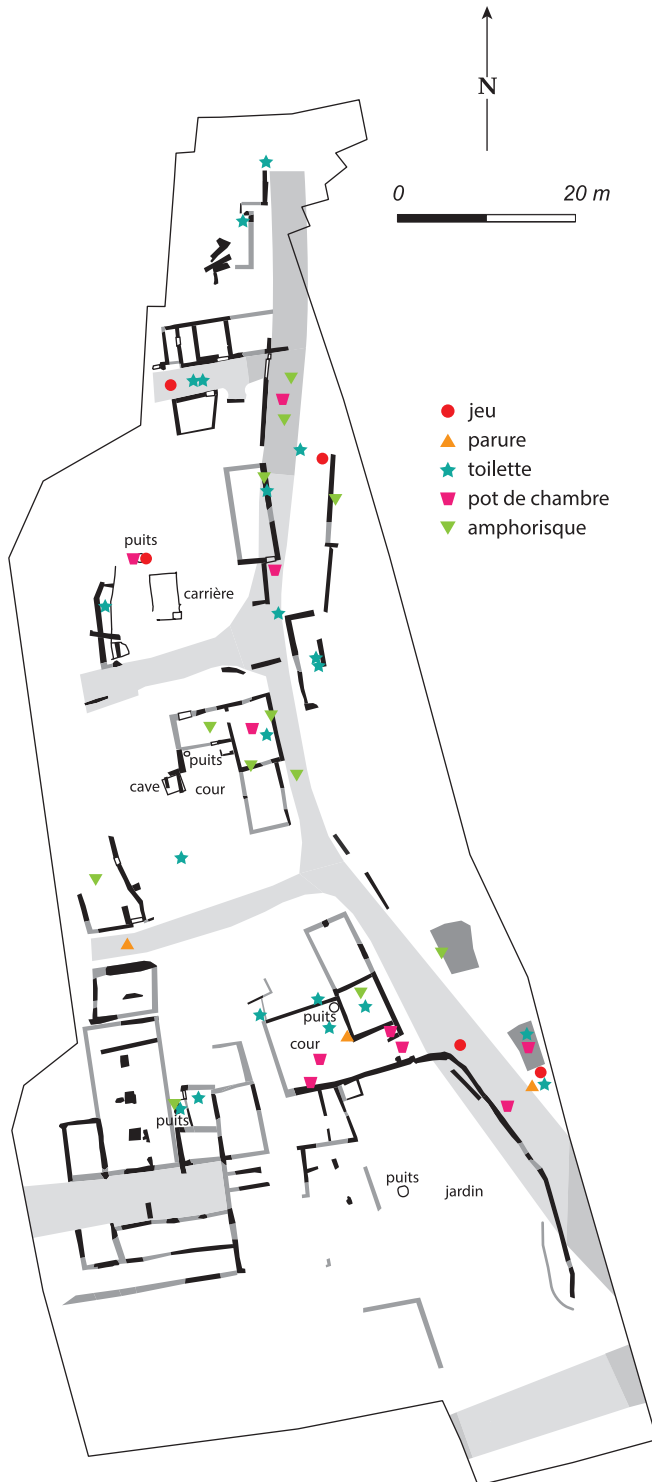 N
0 20 m
jeu
parure
toilette
pot de chambre
amphorisque
puits
carrière
puits
cave cour
puits
cour
puits
puits
jardin